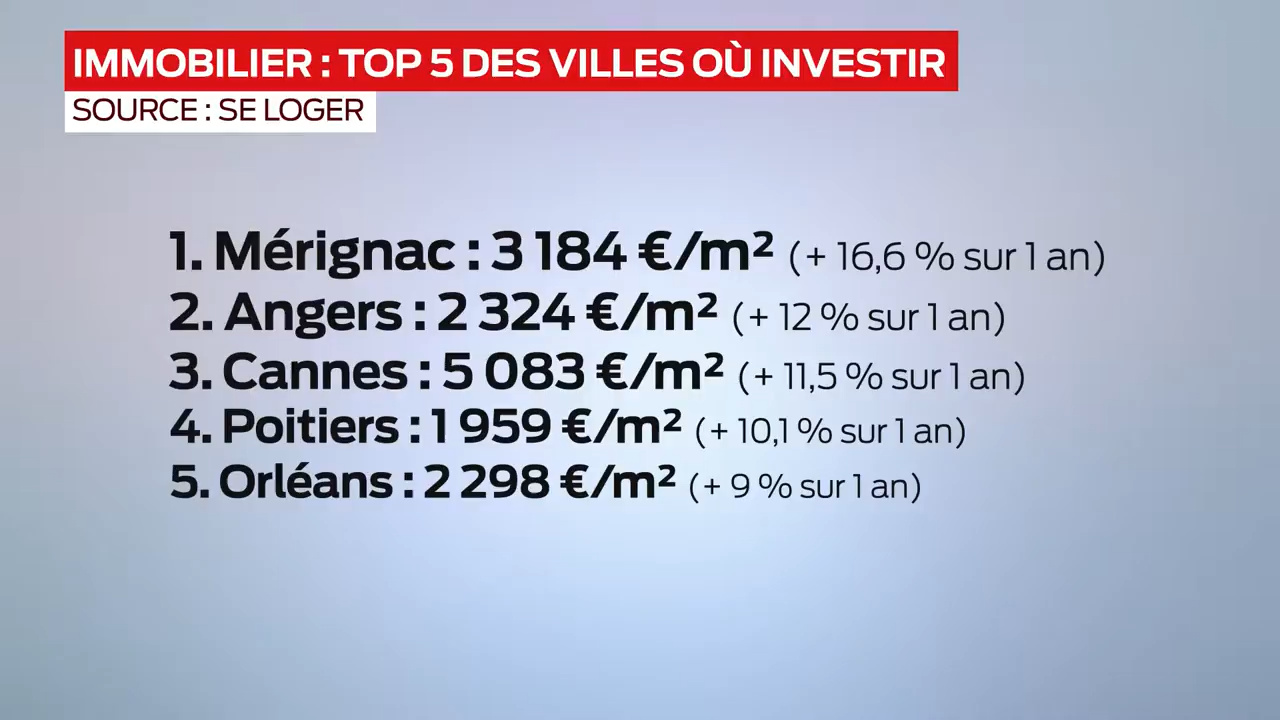 IMMOBILIER : TOP 5 DES VILLES OÙ INVESTIR
SOURCE : SE LOGER
1. Mérignac : 3 184 €/m² (+ 16,6 % sur 1 an)
2. Angers : 2 324 €/m² (+ 12 % sur 1 an)
3. Cannes : 5 083 €/m² (+ 11,5 % sur 1 an)
4. Poitiers : 1 959 €/m² (+ 10,1 % sur 1 an)
5. Orléans : 2 298 €/m² (+ 9 % sur 1 an)